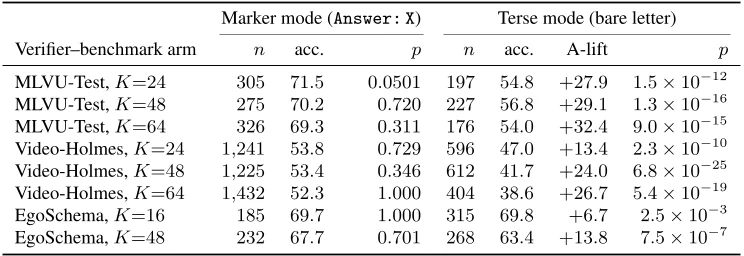 Marker mode (Answer: X) Terse mode (bare letter)
Verifier–benchmark arm n acc. p n acc. A-lift p
MLVU-Test, K=24 305 71.5 0.0501 197 54.8 +27.9 1.5 × 10⁻¹²
MLVU-Test, K=48 275 70.2 0.720 227 56.8 +29.1 1.3 × 10⁻¹⁶
MLVU-Test, K=64 326 69.3 0.311 176 54.0 +32.4 9.0 × 10⁻¹⁵
Video-Holmes, K=24 1,241 53.8 0.729 596 47.0 +13.4 2.3 × 10⁻¹⁰
Video-Holmes, K=48 1,225 53.4 0.346 612 41.7 +24.0 6.8 × 10⁻²⁵
Video-Holmes, K=64 1,432 52.3 1.000 404 38.6 +26.7 5.4 × 10⁻¹⁹
EgoSchema, K=16 185 69.7 1.000 315 69.8 +6.7 2.5 × 10⁻³
EgoSchema, K=48 232 67.7 0.701 268 63.4 +13.8 7.5 × 10⁻⁷